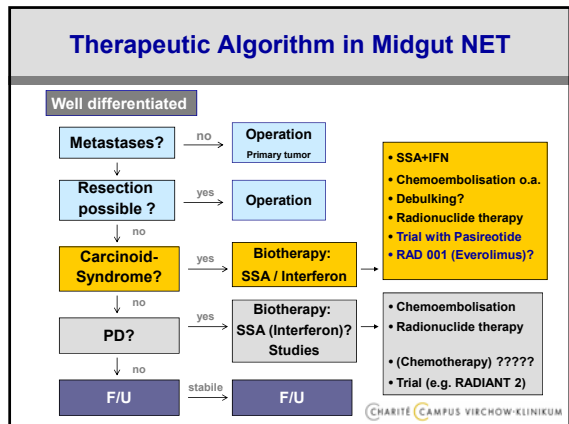 Therapeutic Algorithm in Midgut NET
Well differentiated
Metastases?
no
Operation
Primary tumor
Resection
possible ?
yes
Operation
no
Carcinoid-
Syndrome?
yes
Biotherapy:
SSA / Interferon
• SSA+IFN
• Chemoembolisation o.a.
• Debulking?
• Radionuclide therapy
• Trial with Pasireotide
• RAD 001 (Everolimus)?
no
PD?
yes
Biotherapy:
SSA (Interferon)?
Studies
• Chemoembolisation
• Radionuclide therapy
• (Chemotherapy) ?????
• Trial (e.g. RADIANT 2)
no
F/U
stabile
F/U
CHARITÉ CAMPUS VIRCHOW-KLINIKUM